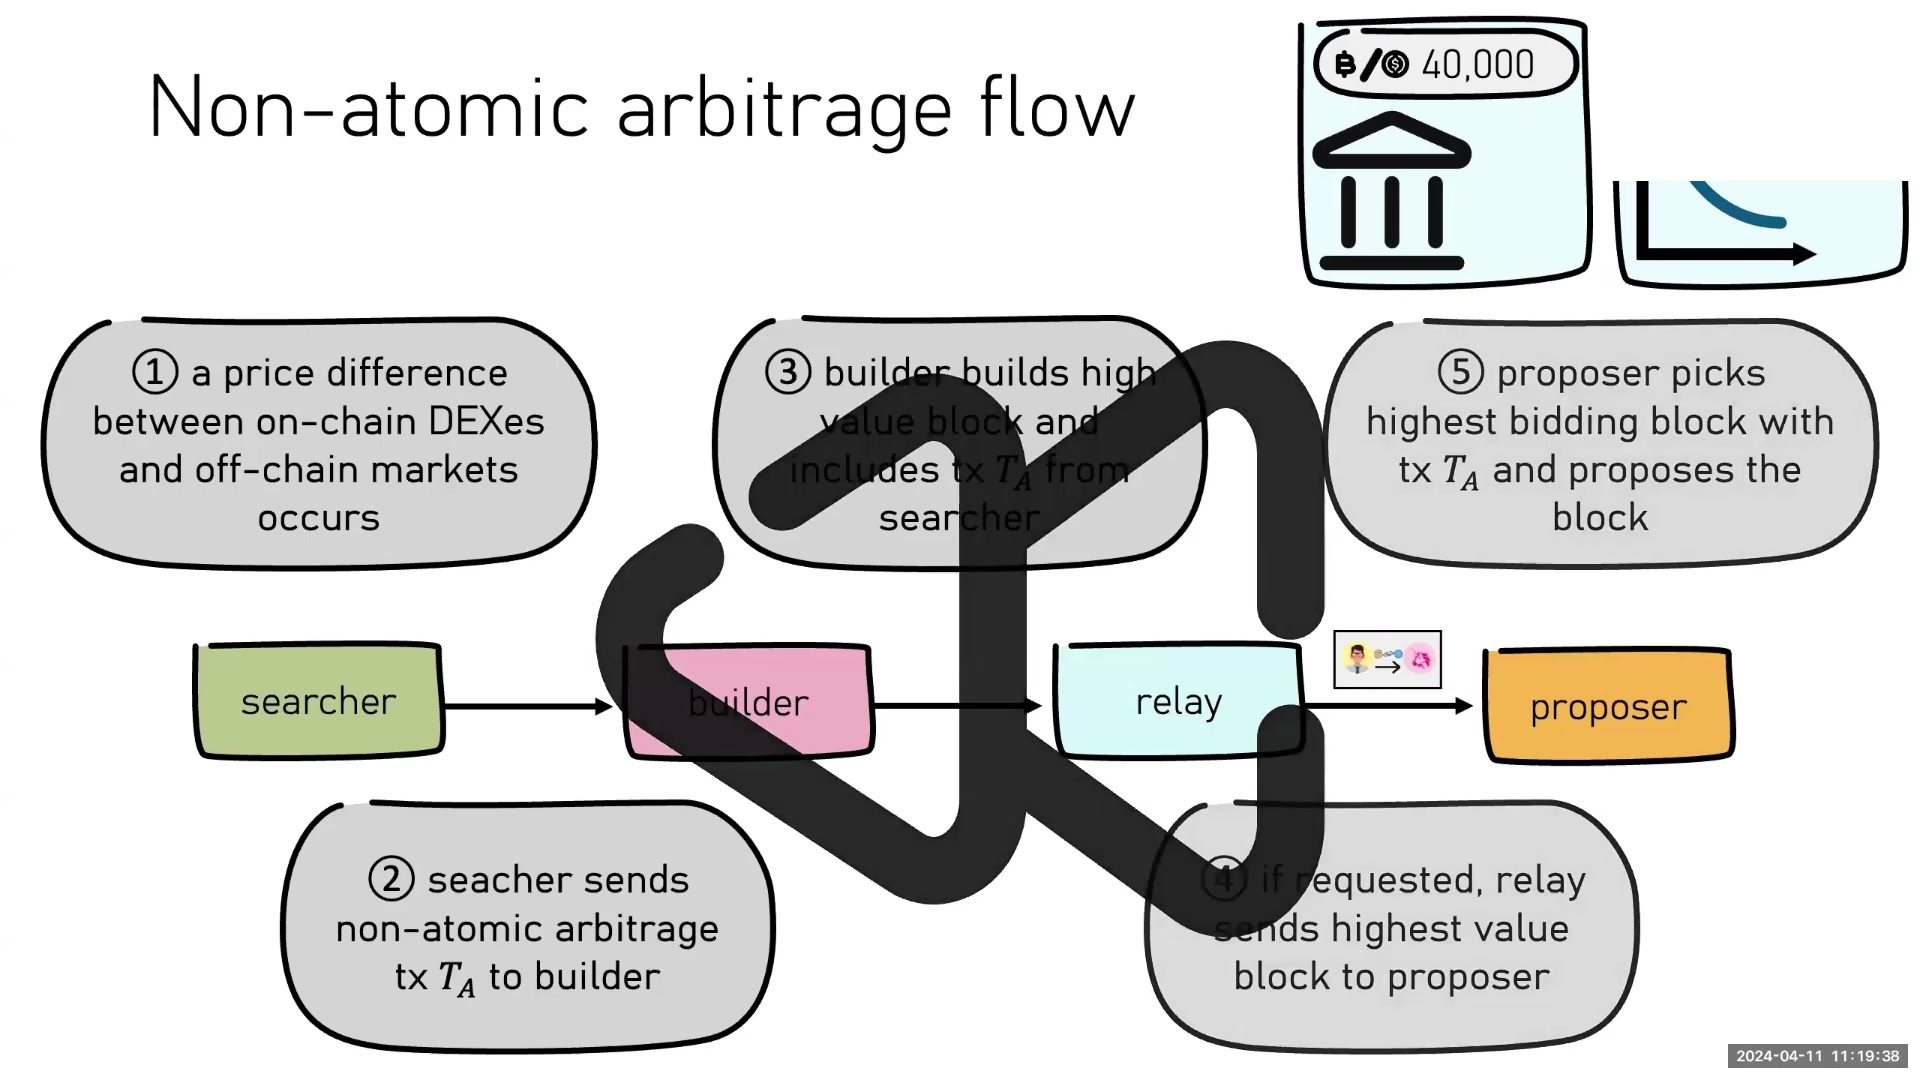 Non-atomic arbitrage flow
40,000
① a price difference
between on-chain DEXes
and off-chain markets
occurs
③ builder builds high
value block and
includes tx T_A from
searcher
⑤ proposer picks
highest bidding block with
tx T_A and proposes the
block
searcher
builder
relay
proposer
② seacher sends
non-atomic arbitrage
tx T_A to builder
④ if requested, relay
sends highest value
block to proposer
2024-04-11 11:19:38